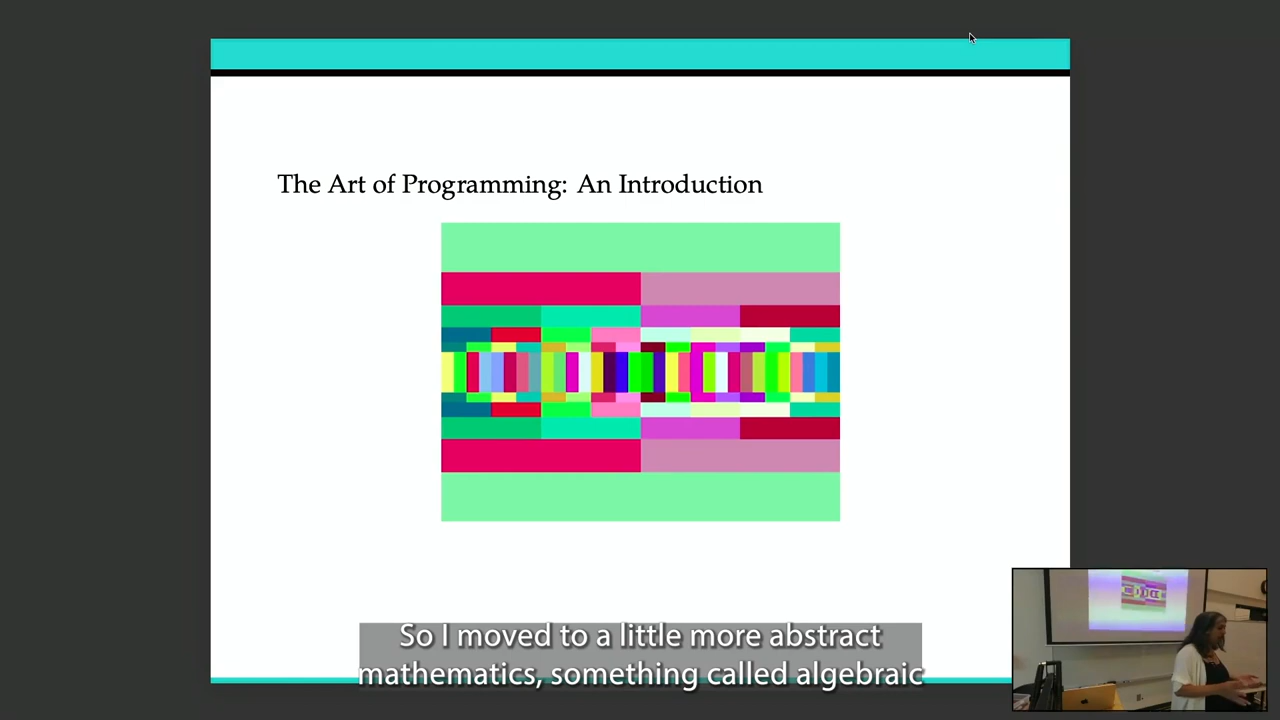 The Art of Programming: An Introduction
So I moved to a little more abstract
mathematics, something called algebraic